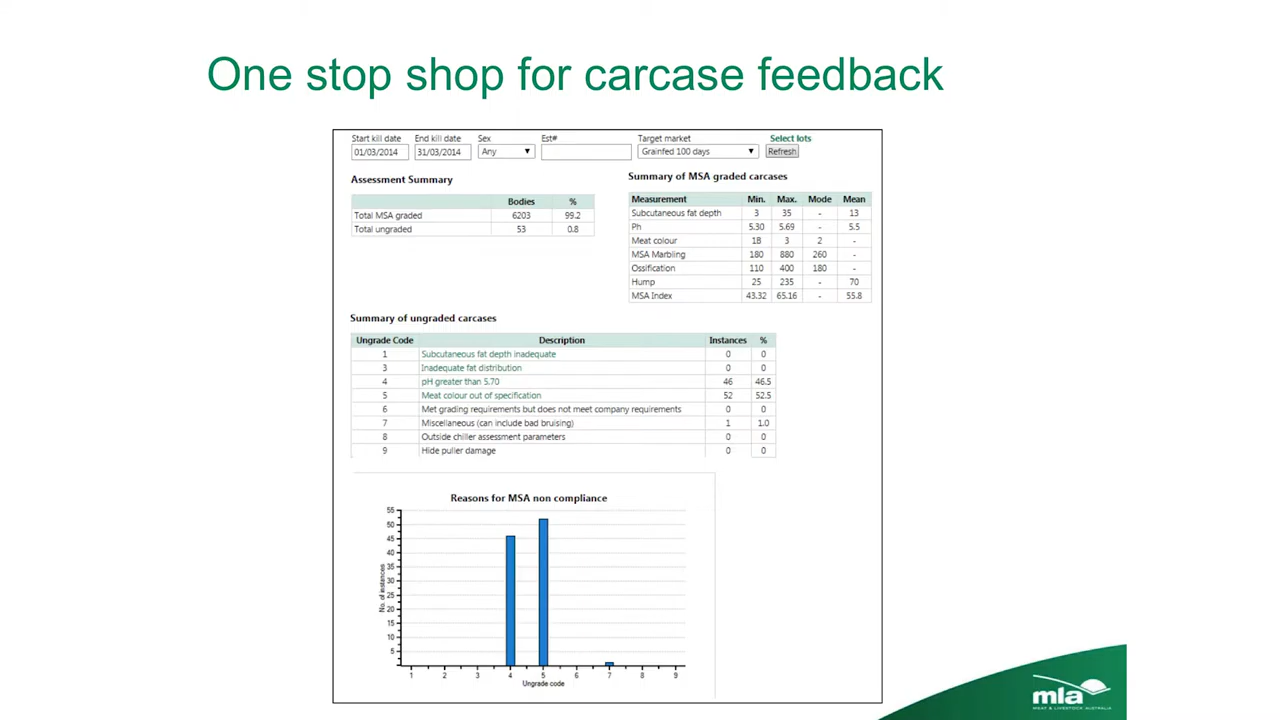 One stop shop for carcase feedback
Start kill date End kill date Sex Est# Target market Select lots
01/03/2014 31/03/2014 Any Grainfed 100 days Refresh
Assessment Summary
Bodies %
Total MSA graded 6203 99.2
Total ungraded 53 0.8
Summary of MSA graded carcases
Measurement Min. Max. Mode Mean
Subcutaneous fat depth 3 35 - 13
Ph 5.30 5.69 - 5.5
Meat colour 1B 3 2 -
MSA Marbling 180 880 260 -
Ossification 110 400 180 -
Hump 25 235 - 70
MSA Index 43.32 65.16 - 55.8
Summary of ungraded carcases
Ungrade Code Description Instances %
1 Subcutaneous fat depth inadequate 0 0
3 Inadequate fat distribution 0 0
4 pH greater than 5.70 46 46.5
5 Meat colour out of specification 52 52.5
6 Met grading requirements but does not meet company requirements 0 0
7 Miscellaneous (can include bad bruising) 1 1.0
8 Outside chiller assessment parameters 0 0
9 Hide puller damage 0 0
Reasons for MSA non compliance
No. of instances
55
50
45
40
35
30
25
20
15
10
5
1 2 3 4 5 6 7 8 9
Ungrade code
mla
MEAT & LIVESTOCK AUSTRALIA